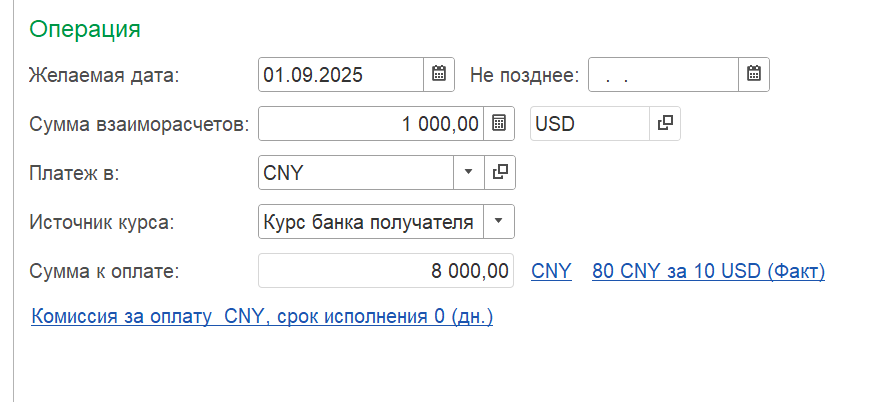 Операция
Желаемая дата: 01.09.2025 Не позднее: . .
Сумма взаиморасчетов: 1 000,00 USD
Платеж в: CNY
Источник курса: Курс банка получателя
Сумма к оплате: 8 000,00 CNY 80 CNY за 10 USD (Факт)
Комиссия за оплату  CNY, срок исполнения 0 (дн.)